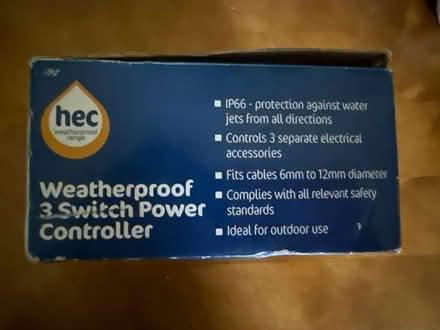 hec
weatherproof
range
Weatherproof
3 Switch Power
Controller
IP66 - protection against water
jets from all directions
Controls 3 separate electrical
accessories
Fits cables 6mm to 12mm diameter
Complies with all relevant safety
standards
Ideal for outdoor use